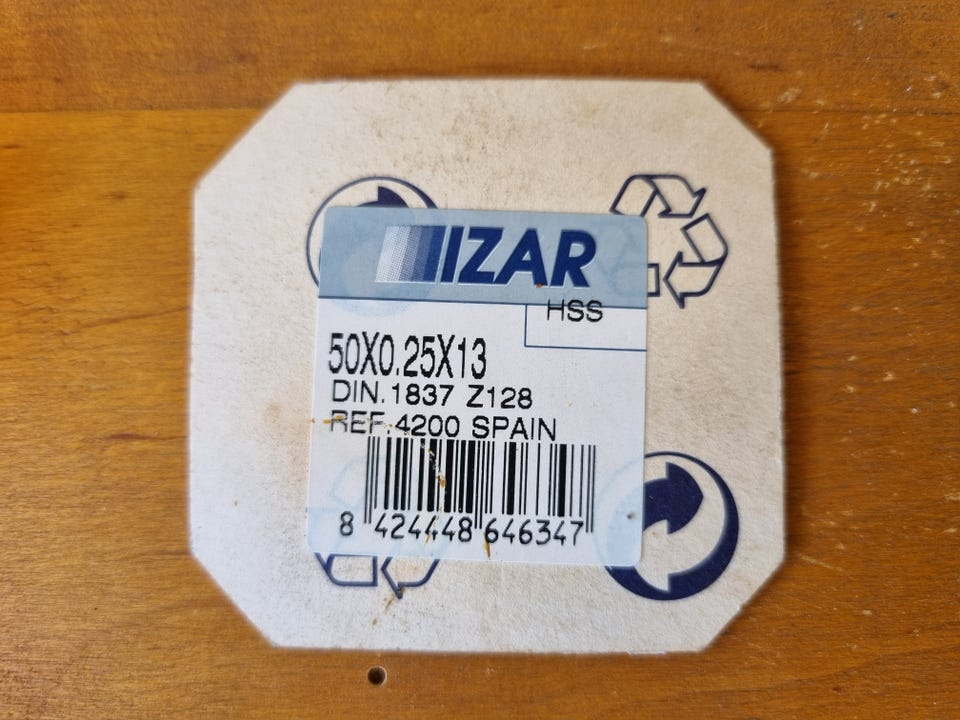 IZAR
HSS
50X0.25X13
DIN.1837 Z128
REF.4200 SPAIN
8 424448 646347